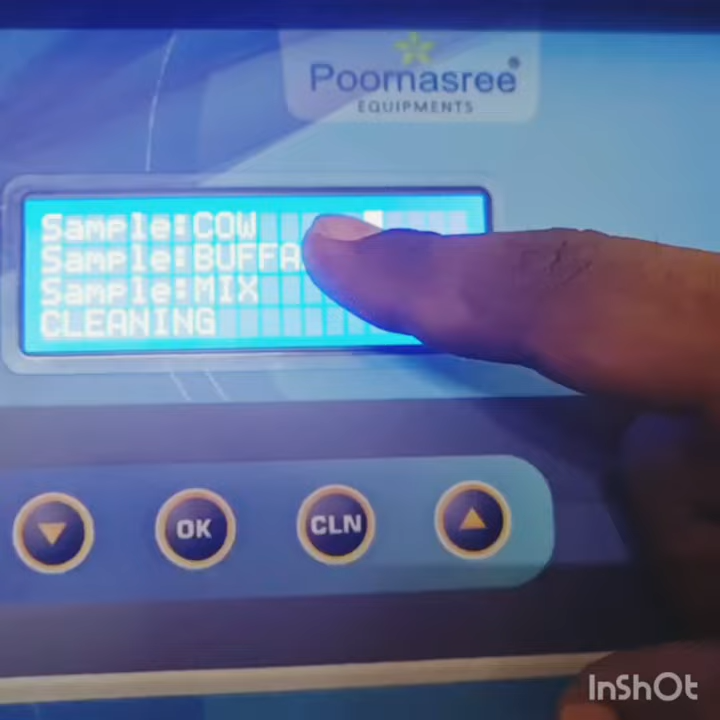 Poornasree®
EQUIPMENTS
Sample:COW
Sample:BUFFA
Sample:MIX
CLEANING
OK
CLN
InShOt